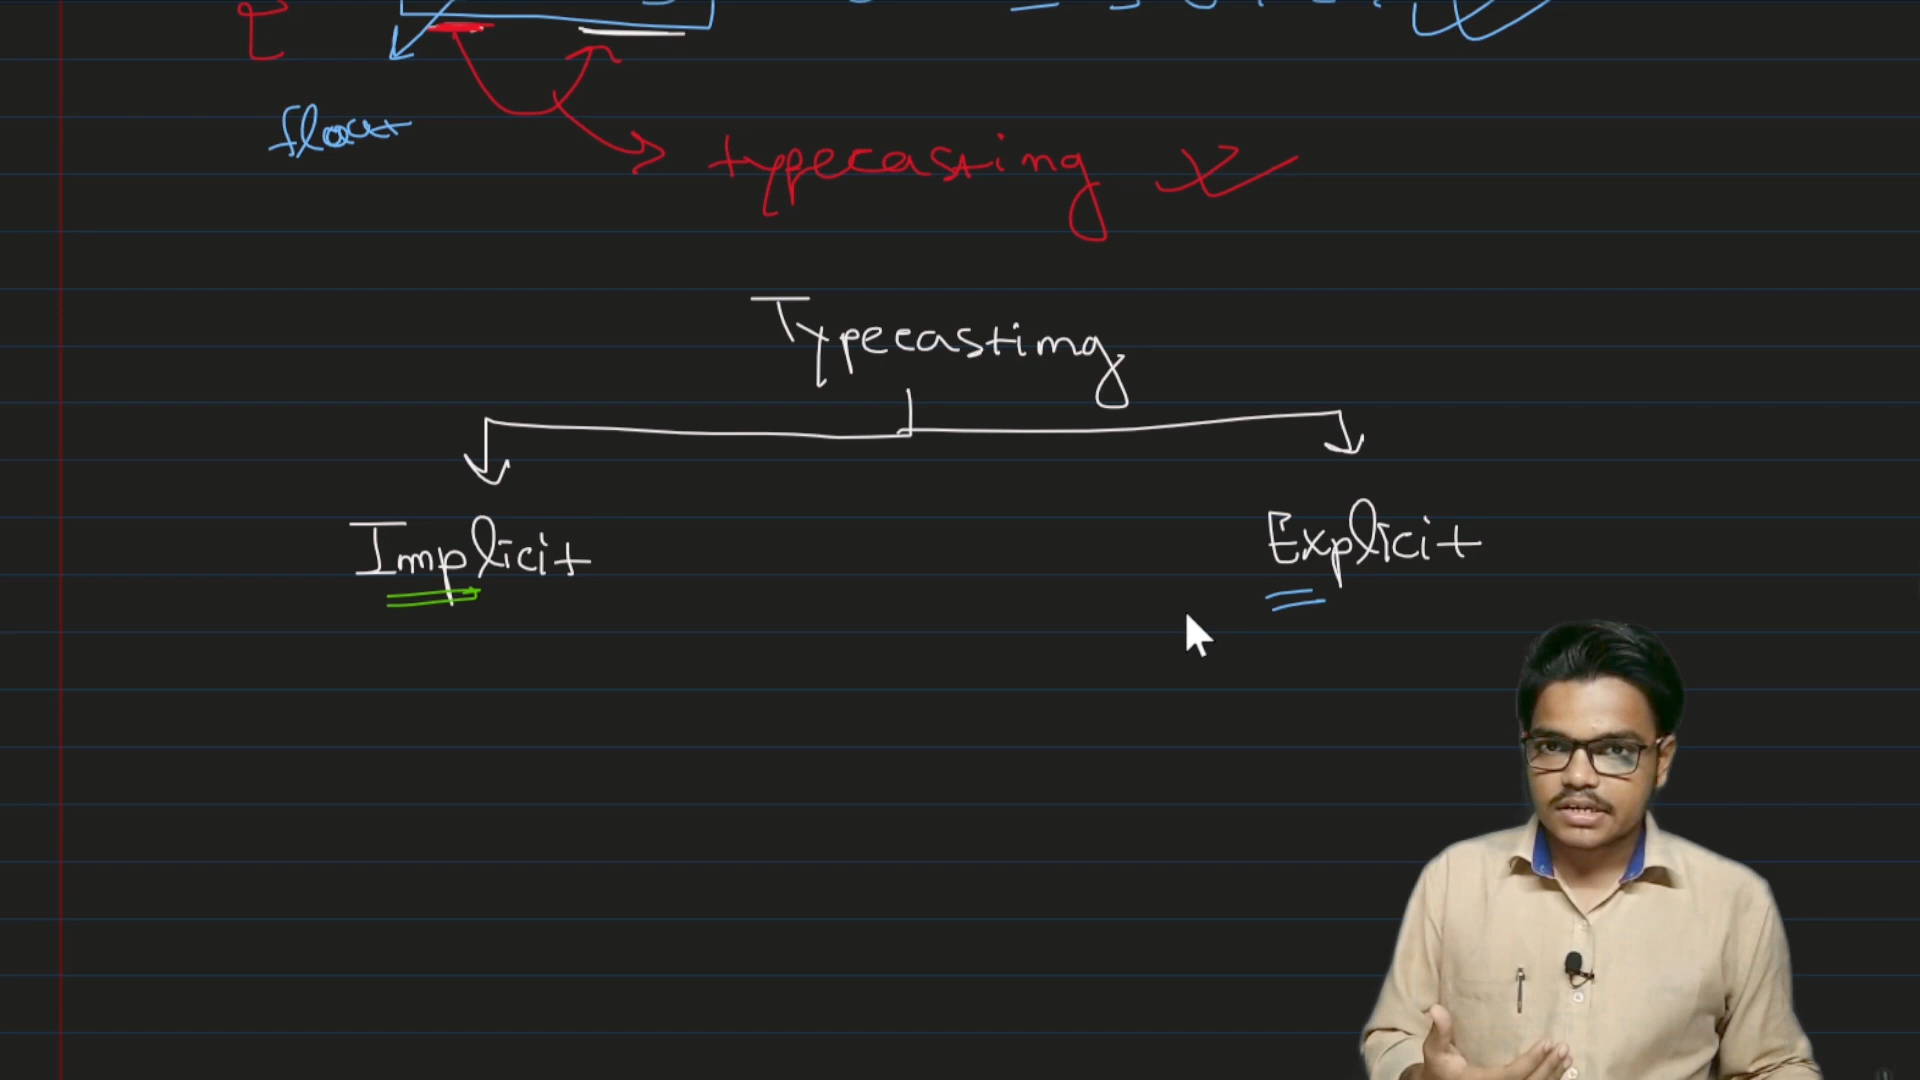 float
typecasting
Typecasting
Implicit
Explicit